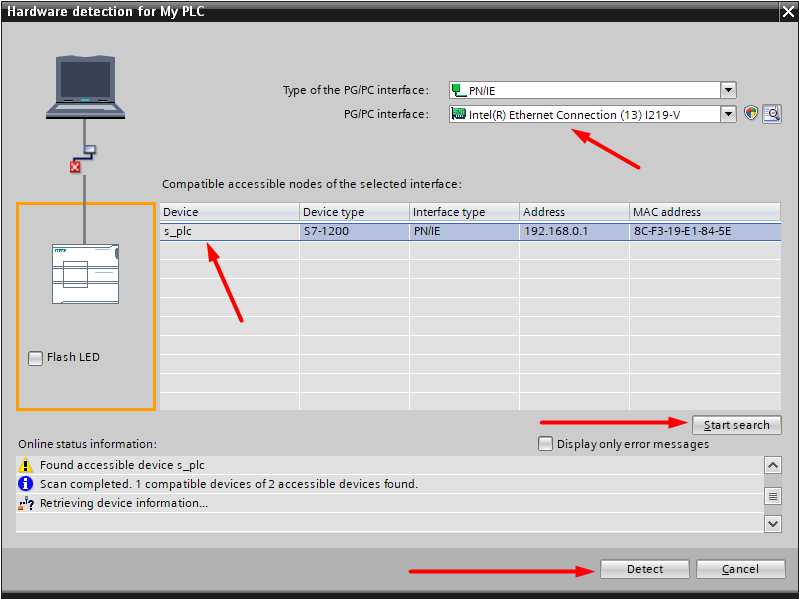 Hardware detection for My PLC
Type of the PG/PC interface: PN/IE
PG/PC interface: Intel(R) Ethernet Connection (13) I219-V
Compatible accessible nodes of the selected interface:
Device Device type Interface type Address MAC address
s_plc S7-1200 PN/IE 192.168.0.1 8C-F3-19-E1-84-5E
Flash LED
Start search
Online status information:
Display only error messages
Found accessible device s_plc
Scan completed. 1 compatible devices of 2 accessible devices found.
Retrieving device information...
Detect Cancel